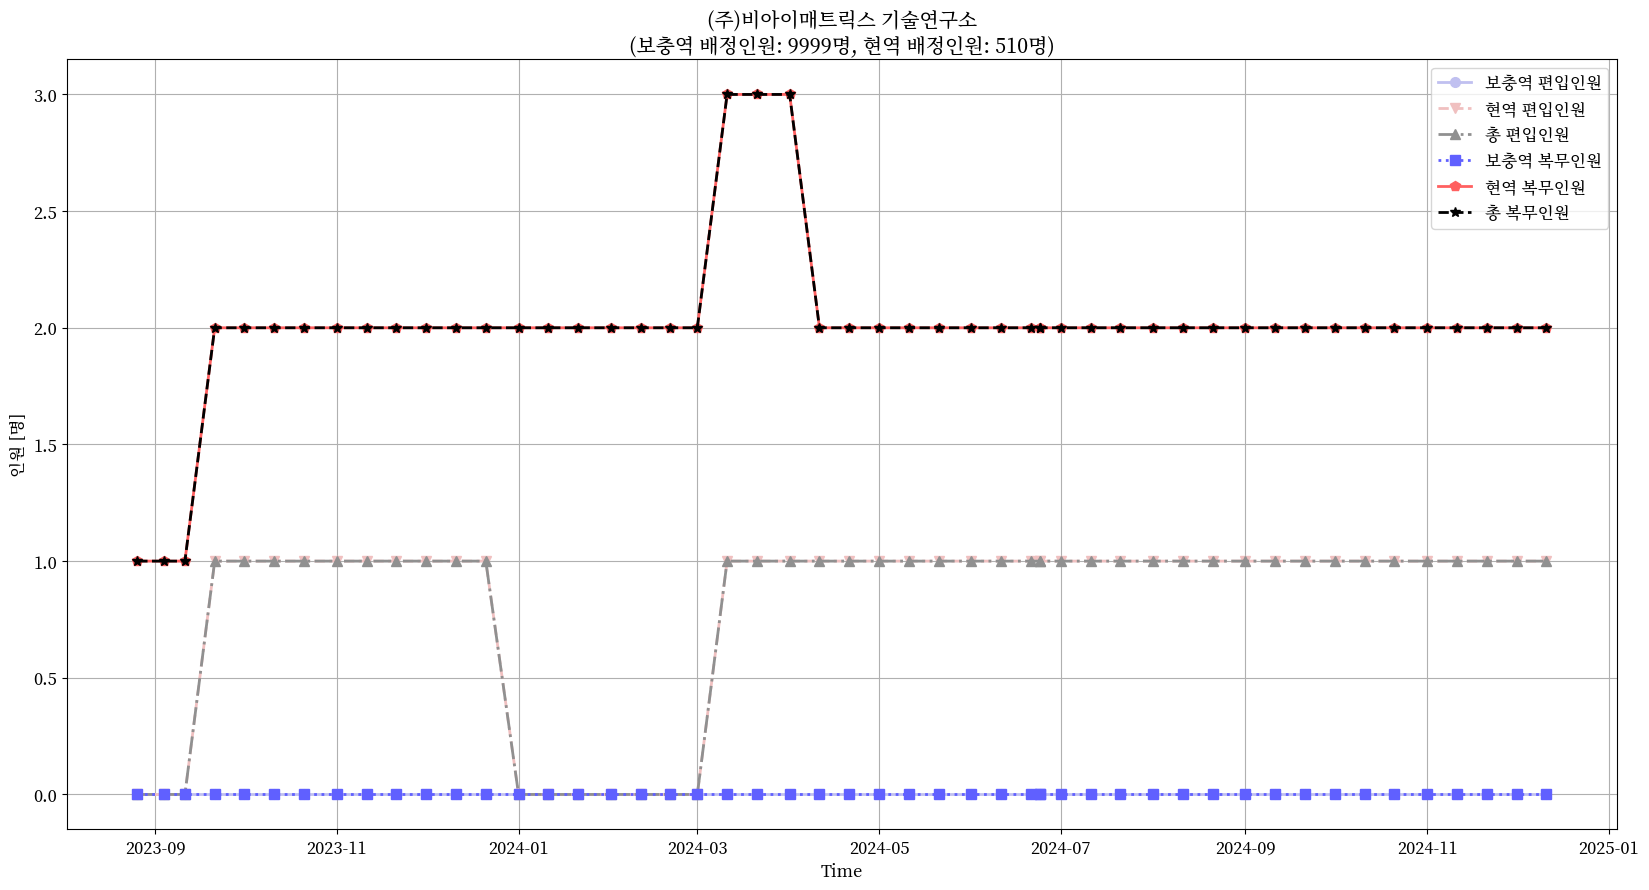 (주)비아이매트릭스 기술연구소
(보충역 배정인원: 9999명, 현역 배정인원: 510명)
보충역 편입인원
현역 편입인원
총 편입인원
보충역 복무인원
현역 복무인원
총 복무인원
인원 [명]
3.0
2.5
2.0
1.5
1.0
0.5
0.0
2023-09
2023-11
2024-01
2024-03
2024-05
2024-07
2024-09
2024-11
2025-01
Time